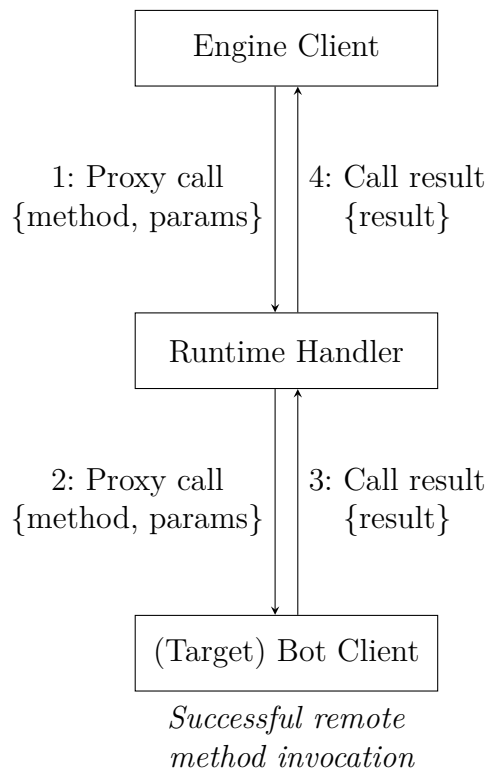 Engine Client
1: Proxy call
{method, params}
4: Call result
{result}
Runtime Handler
2: Proxy call
{method, params}
3: Call result
{result}
(Target) Bot Client
Successful remote
method invocation